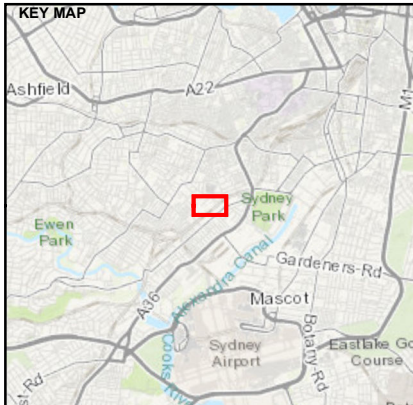 KEY MAP
Ashfield
A22
M1
Sydney
Park
Ewen
Park
Alexandra Canal
Gardeners-Rd
A36
Mascot
Cooks River
Sydney
Airport
Botany-Rd
Eastlake Go
Course
st-Rd